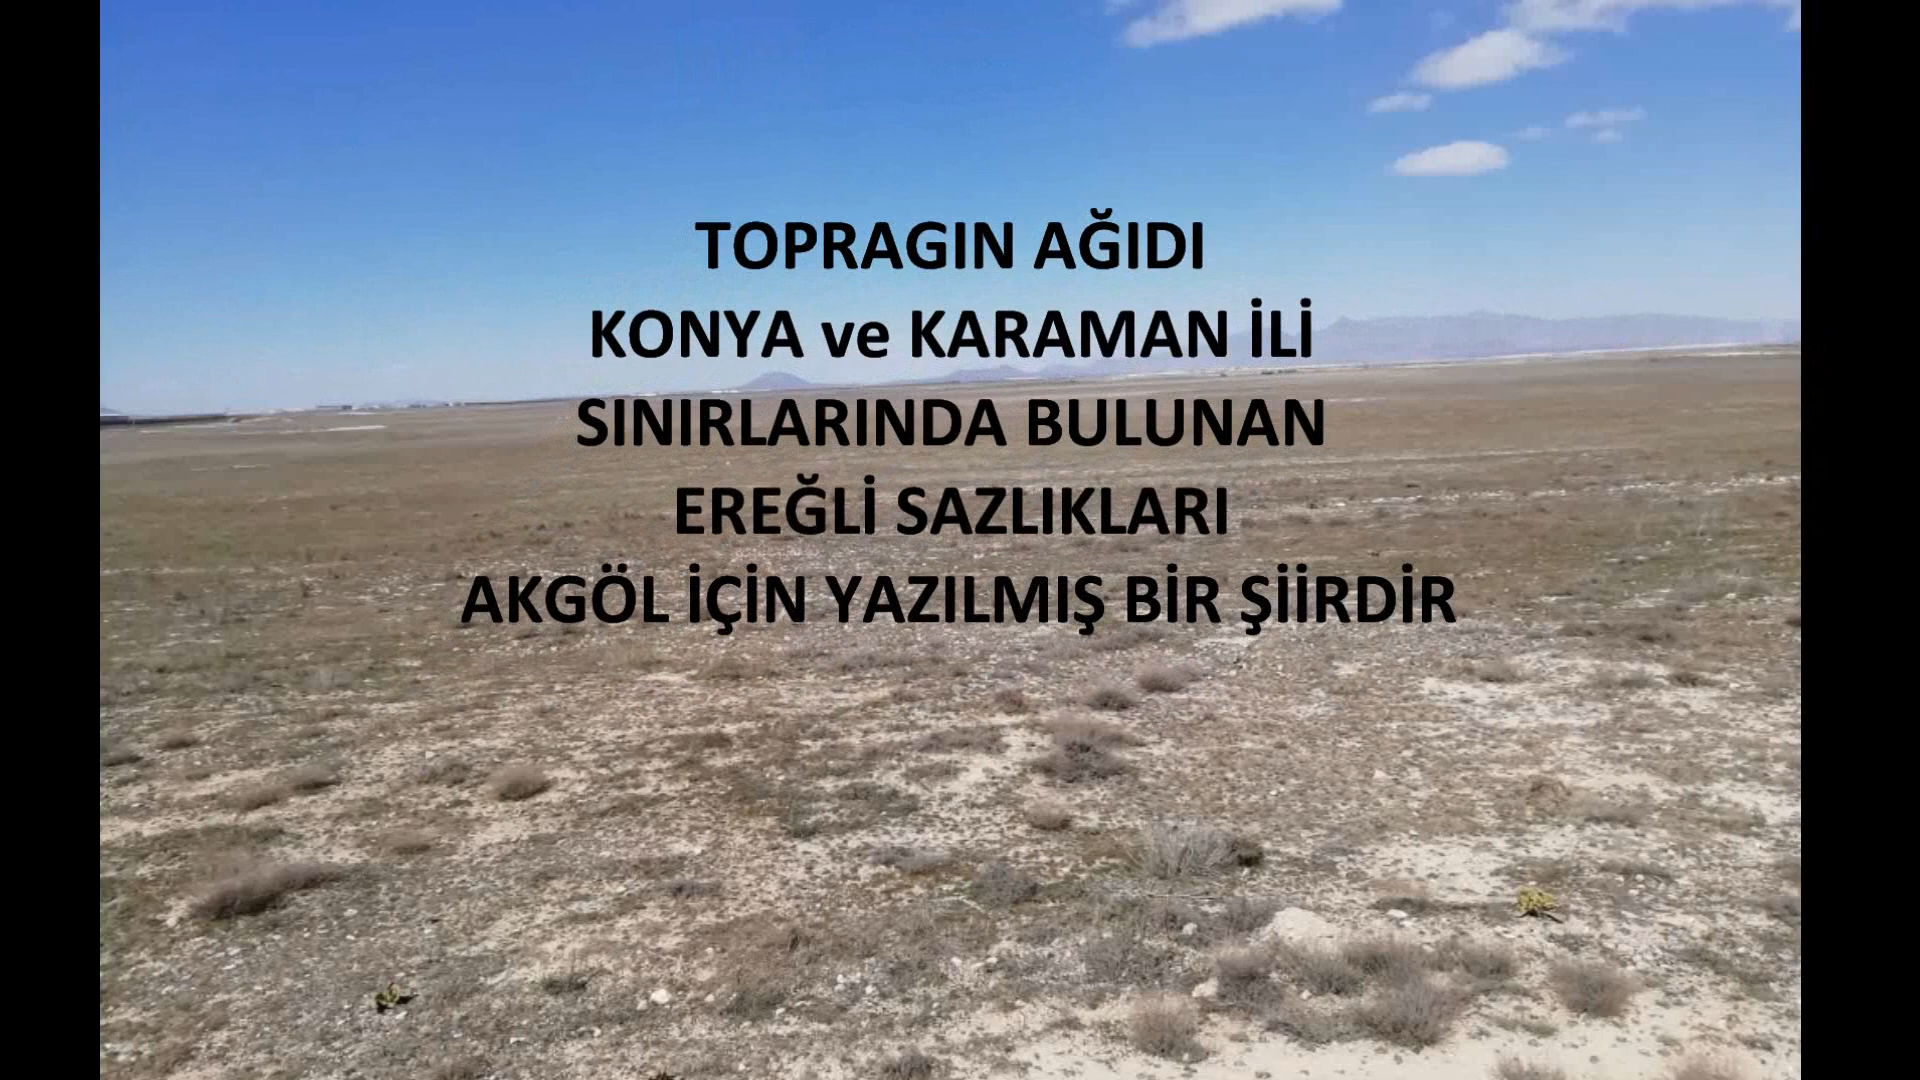 TOPRAGIN AĞIDI
KONYA ve KARAMAN İLİ
SINIRLARINDA BULUNAN
EREĞLİ SAZLIKLARI
AKGÖL İÇİN YAZILMIŞ BİR ŞİİRDİR